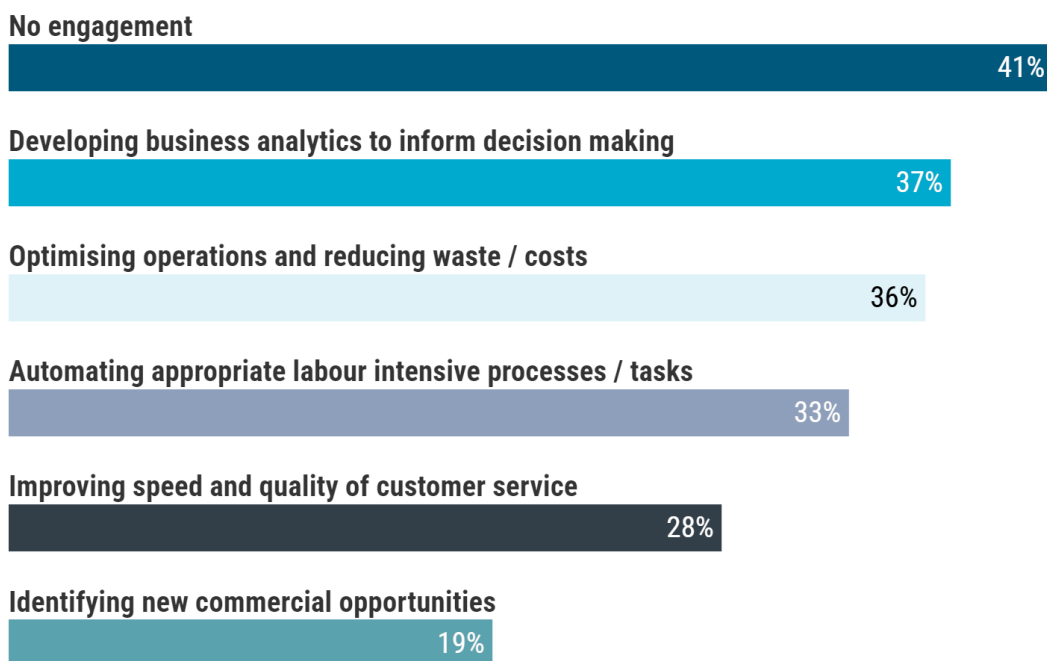 No engagement
41%
Developing business analytics to inform decision making
37%
Optimising operations and reducing waste / costs
36%
Automating appropriate labour intensive processes / tasks
33%
Improving speed and quality of customer service
28%
Identifying new commercial opportunities
19%